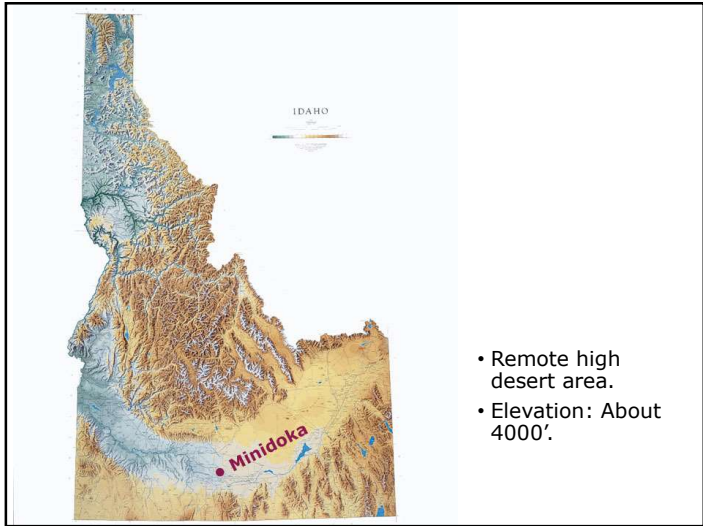 IDAHO
Minidoka
• Remote high
desert area.
• Elevation: About
4000’.